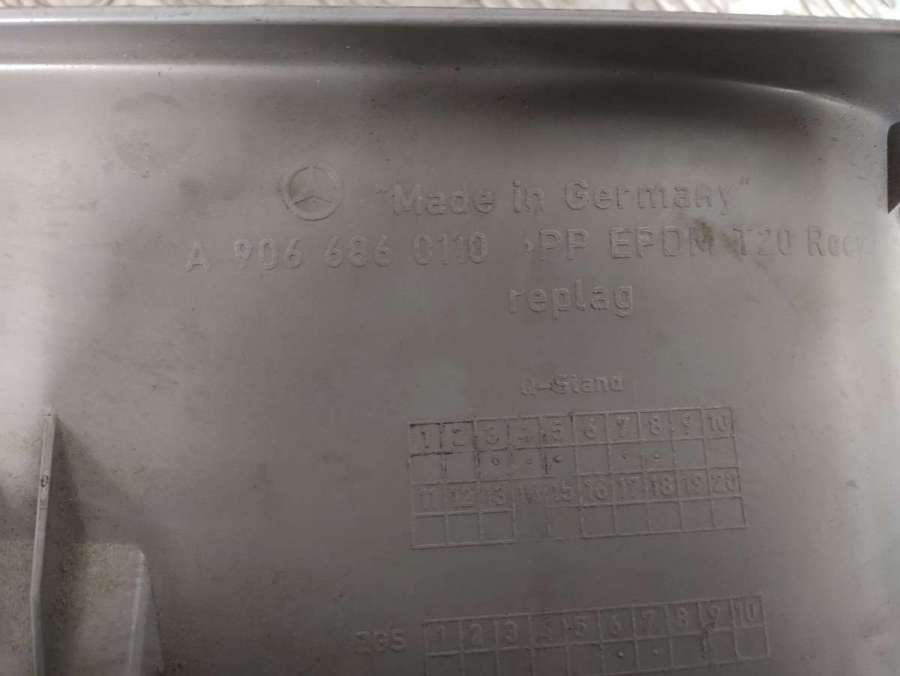 "Made in Germany"
A 906 686 0110 >PP EPDM T20 Recy
replag
Q-Stand
1 2 3 4 5 6 7 8 9 10
11 12 13 14 15 16 17 18 19 20
1 2 3 4 5 6 7 8 9 10